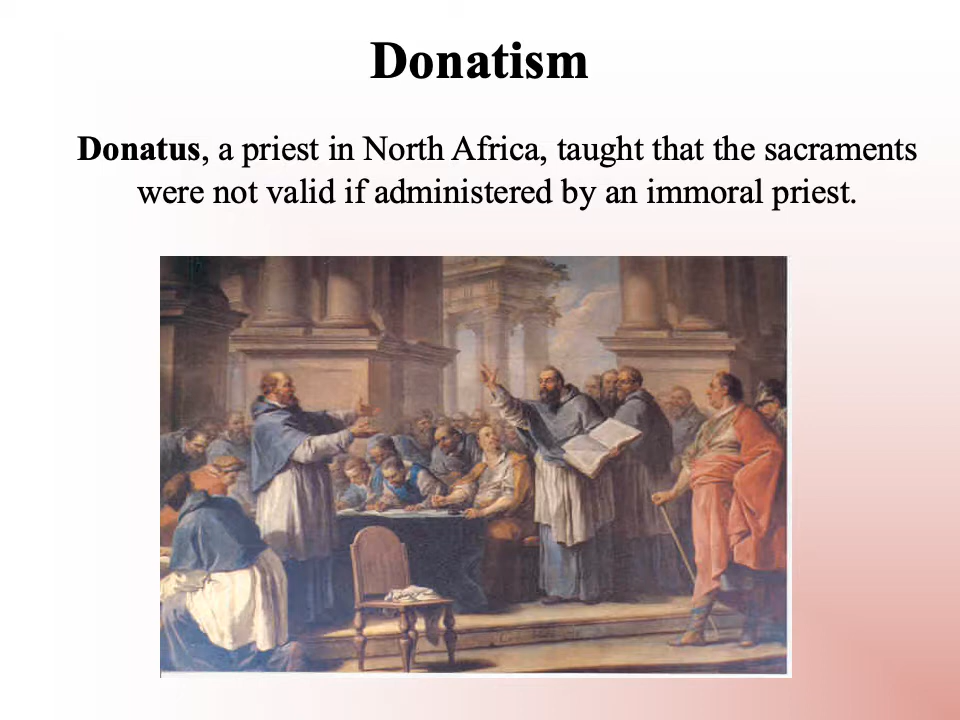 Donatism
Donatus, a priest in North Africa, taught that the sacraments
were not valid if administered by an immoral priest.